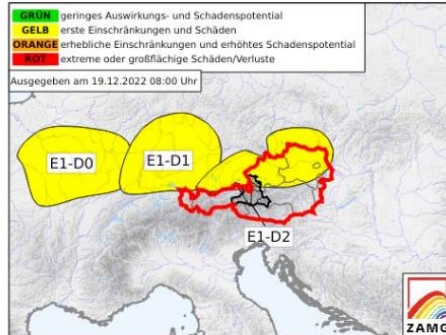 GRÜN geringes Auswirkungs- und Schadenspotential
GELB erste Einschränkungen und Schäden
ORANGE erhebliche Einschränkungen und erhöhtes Schadenspotential
ROT extreme oder großflächige Schäden/Verluste
Ausgegeben am 19.12.2022 08:00 Uhr
E1-D0
E1-D1
E1-D2
ZAMG